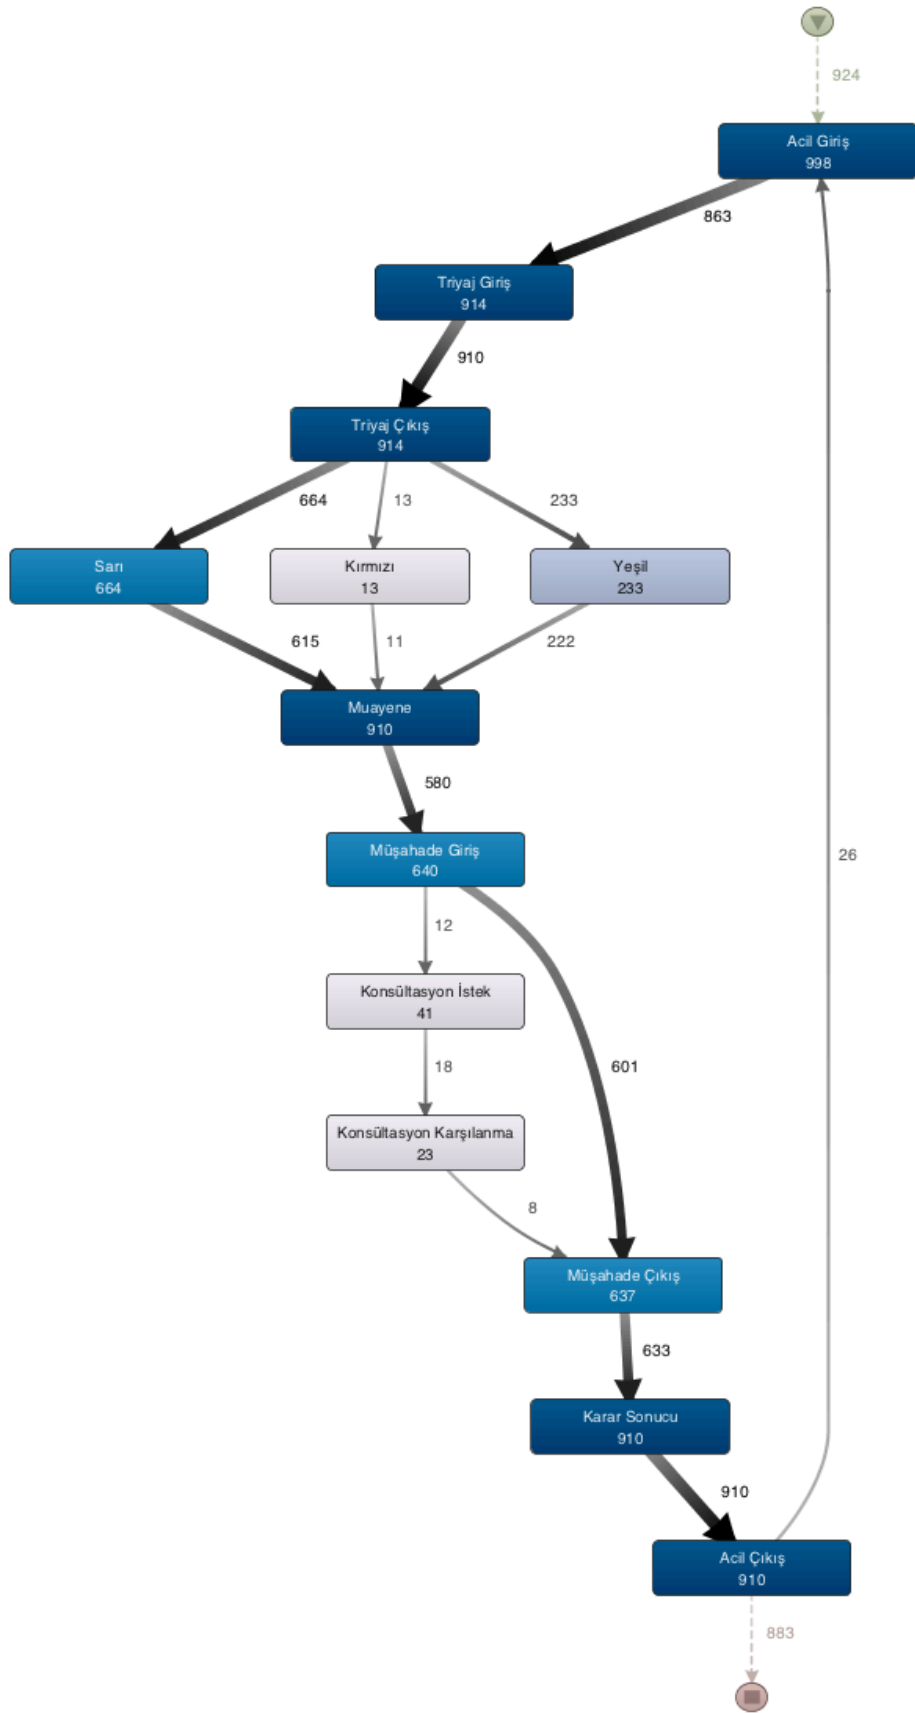 924
Acil Giriş
998
863
Triyaj Giriş
914
910
Triyaj Çıkış
914
664
13
233
Sarı
664
Kırmızı
13
Yeşil
233
615
11
222
Muayene
910
580
Müşahade Giriş
640
26
12
Konsültasyon İstek
41
18
601
Konsültasyon Karşılanma
23
8
Müşahade Çıkış
637
633
Karar Sonucu
910
910
Acil Çıkış
910
883